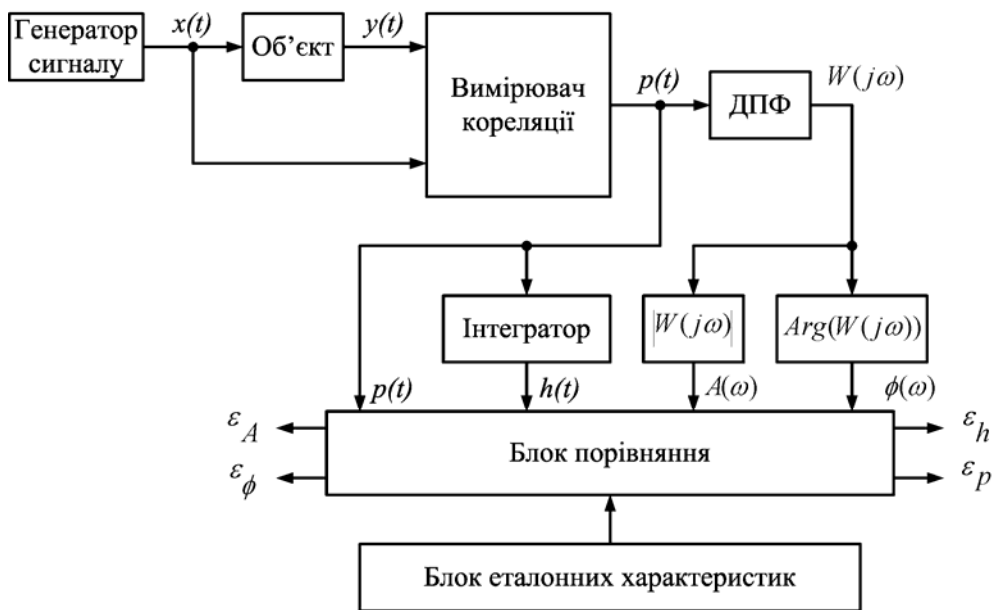 Генератор
сигналу
x(t)
Об’єкт
y(t)
Вимірювач
кореляції
p(t)
ДПФ
W(jω)
Інтегратор
|W(jω)|
Arg(W(jω))
p(t)
h(t)
A(ω)
ϕ(ω)
ε_A
ε_ϕ
Блок порівняння
ε_h
ε_p
Блок еталонних характеристик